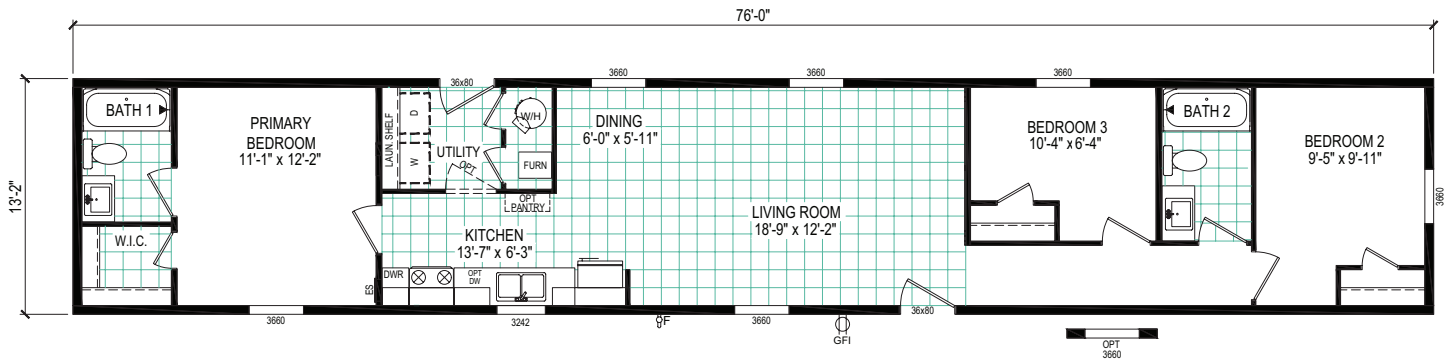 76'-0"
13'-2"
36x80
3660
3660
3660
BATH 1
PRIMARY
BEDROOM
11'-1" x 12'-2"
LAUN. SHELF
D
W
UTILITY
OPT
W/H
FURN
OPT
PANTRY
DINING
6'-0" x 5'-11"
BEDROOM 3
10'-4" x 6'-4"
BATH 2
BEDROOM 2
9'-5" x 9'-11"
3660
W.I.C.
KITCHEN
13'-7" x 6'-3"
LIVING ROOM
18'-9" x 12'-2"
ES
DWR
OPT
DW
3660
3242
F
3660
GFI
36x80
OPT
3660